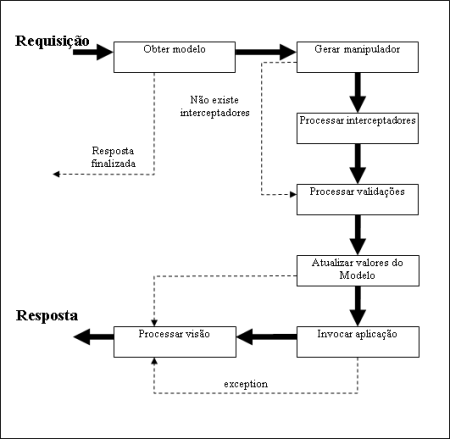 Requisição
Obter modelo
Gerar manipulador
Não existe
interceptadores
Processar interceptadores
Resposta
finalizada
Processar validações
Atualizar valores do
Modelo
Resposta
Processar visão
Invocar aplicação
exception